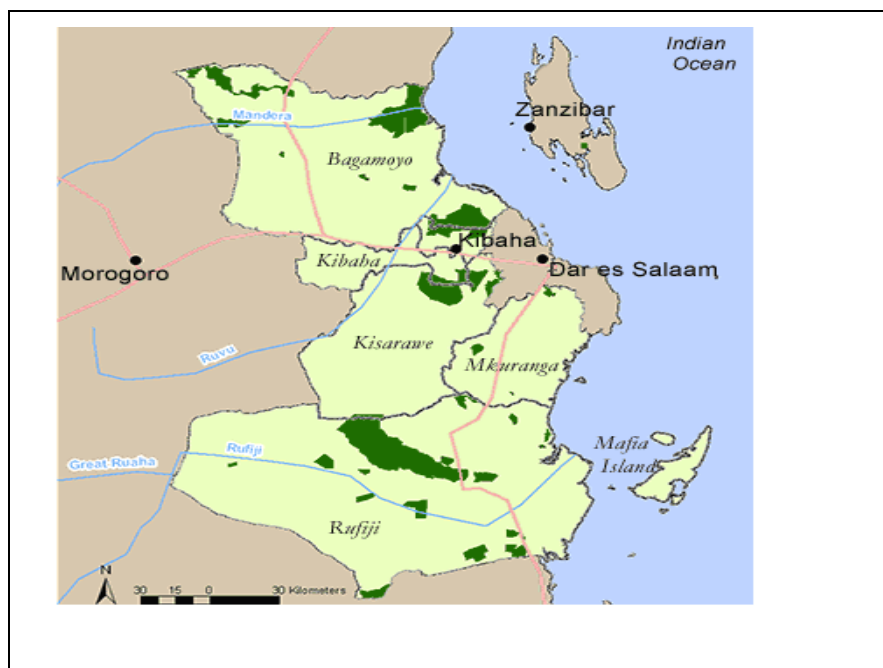 Indian
Ocean
Zanzibar
Mandera
Bagamoyo
Kibaha
Kibaha
Dar es Salaam
Morogoro
Kisarawe
Ruvu
Mkuranga
Mafia
Island
Rufiji
Great Ruaha
Rufiji
N
30 15 0 30 Kilometers